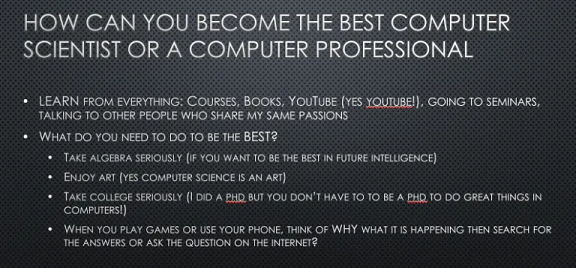 HOW CAN YOU BECOME THE BEST COMPUTER
SCIENTIST OR A COMPUTER PROFESSIONAL
• LEARN FROM EVERYTHING: COURSES, BOOKS, YOUTUBE (YES YOUTUBE!), GOING TO SEMINARS,
TALKING TO OTHER PEOPLE WHO SHARE MY SAME PASSIONS
• WHAT DO YOU NEED TO DO TO BE THE BEST?
• TAKE ALGEBRA SERIOUSLY (IF YOU WANT TO BE THE BEST IN FUTURE INTELLIGENCE)
• ENJOY ART (YES COMPUTER SCIENCE IS AN ART)
• TAKE COLLEGE SERIOUSLY (I DID A PHD BUT YOU DON'T HAVE TO TO BE A PHD TO DO GREAT THINGS IN
COMPUTERS!)
• WHEN YOU PLAY GAMES OR USE YOUR PHONE, THINK OF WHY WHAT IT IS HAPPENING THEN SEARCH FOR
THE ANSWERS OR ASK THE QUESTION ON THE INTERNET?